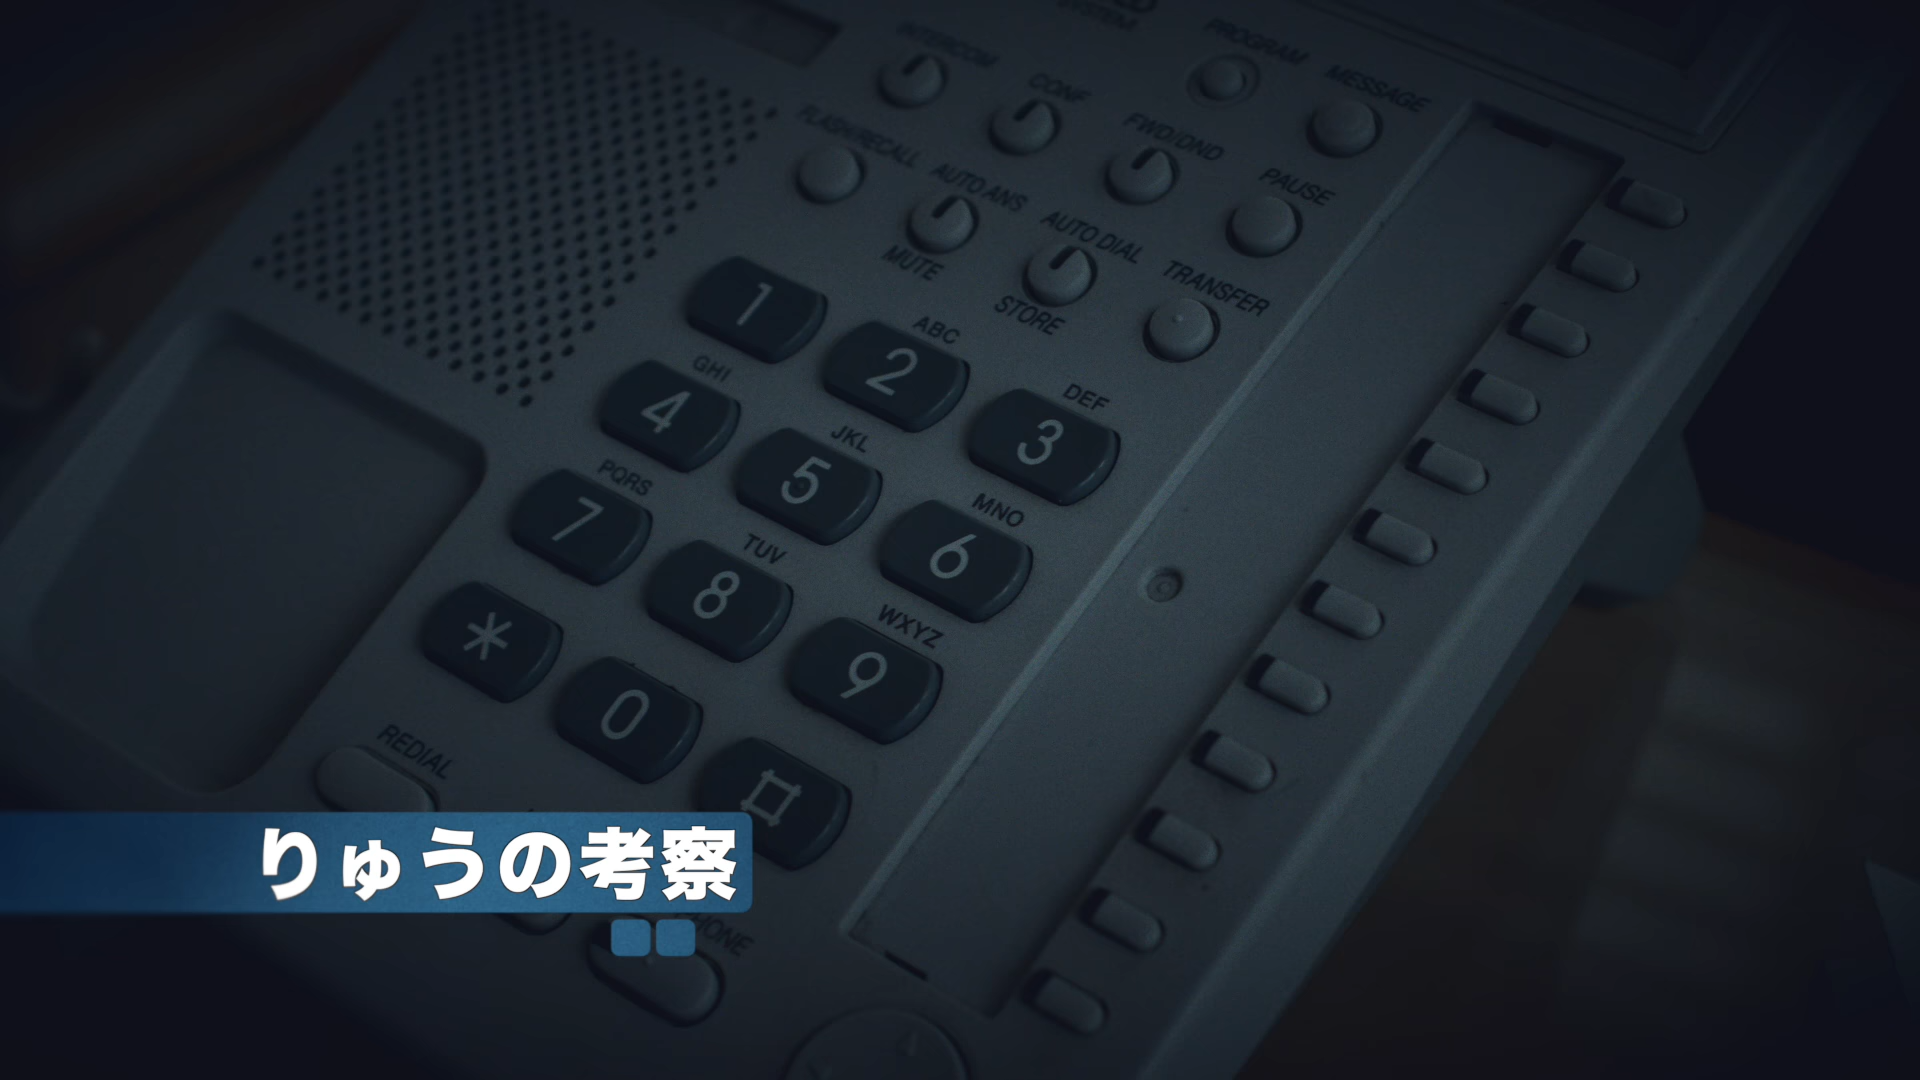 SYSTEM
INTERCOM
PROGRAM
CONF
MESSAGE
FLASH/RECALL
FWD/DND
AUTO ANS
PAUSE
MUTE
AUTO DIAL
STORE
TRANSFER
1
ABC
2
DEF
3
GHI
4
JKL
5
MNO
6
PQRS
7
TUV
8
WXYZ
9
*
0
#
REDIAL
りゅうの考察